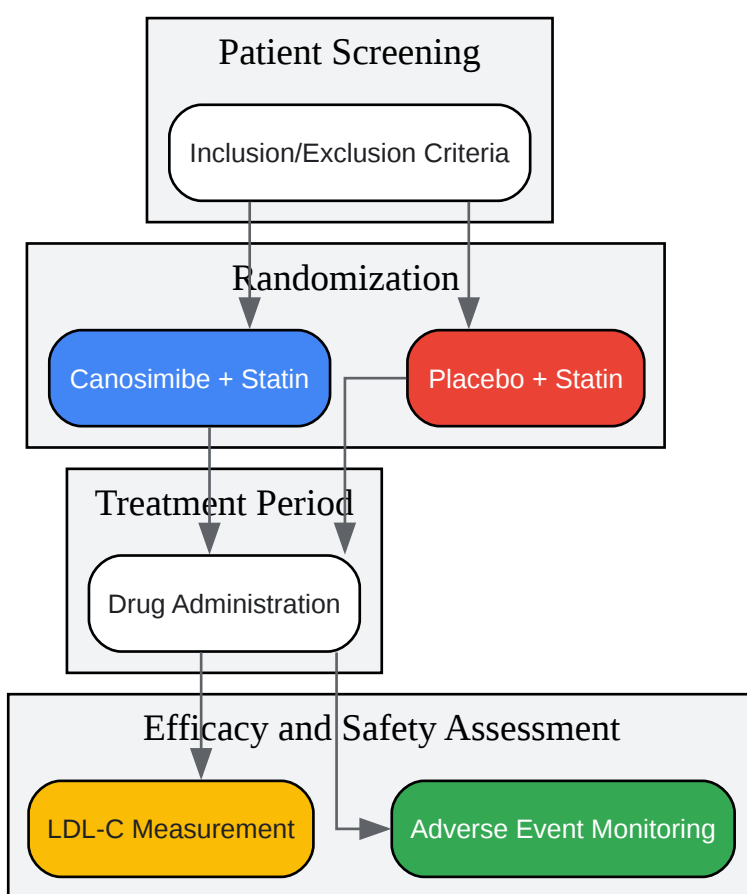 Patient Screening
Inclusion/Exclusion Criteria
Randomization
Canosimibe + Statin
Placebo + Statin
Treatment Period
Drug Administration
Efficacy and Safety Assessment
LDL-C Measurement
Adverse Event Monitoring